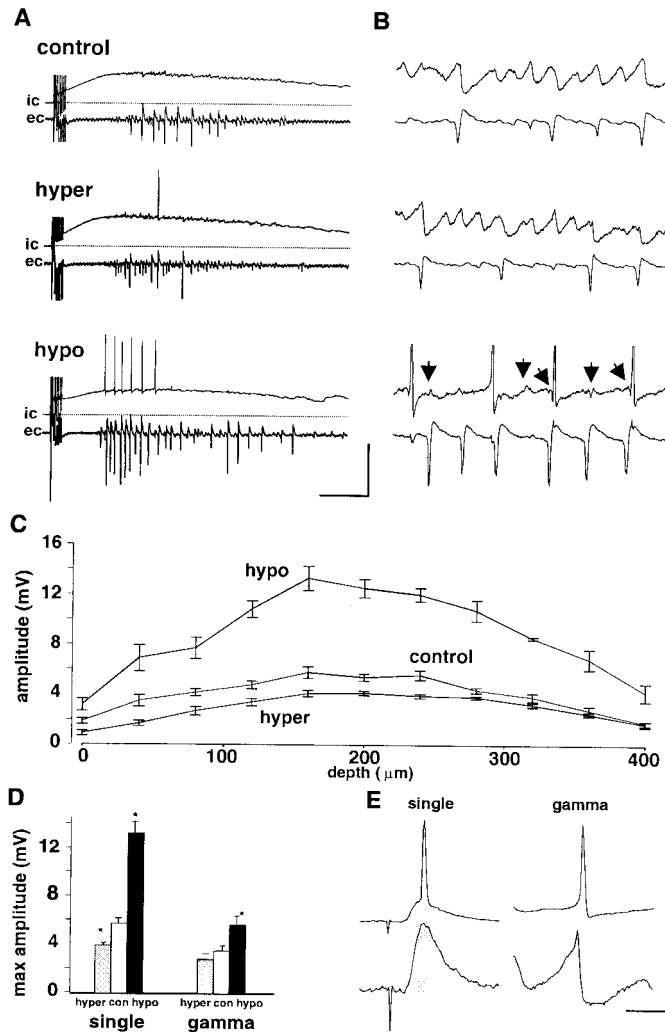 A
B
control
ic
ec
hyper
ic
ec
hypo
ic
ec
C
16
12
8
4
0
amplitude (mV)
hypo
control
hyper
0
100
200
300
400
depth (μm)
D
E
12
8
4
0
max amplitude (mV)
*
*
*
hyper con hypo
hyper con hypo
single
gamma
single
gamma